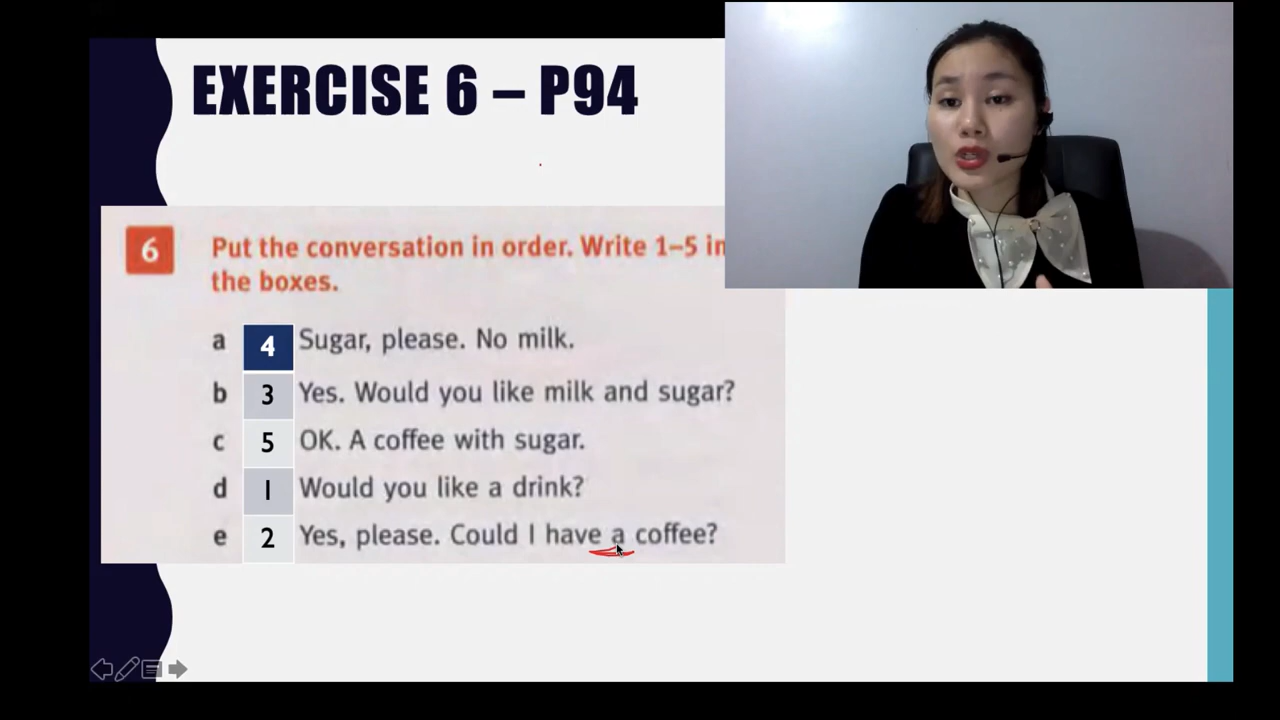 EXERCISE 6 – P94
6 Put the conversation in order. Write 1–5 in
the boxes.
a 4 Sugar, please. No milk.
b 3 Yes. Would you like milk and sugar?
c 5 OK. A coffee with sugar.
d 1 Would you like a drink?
e 2 Yes, please. Could I have a coffee?